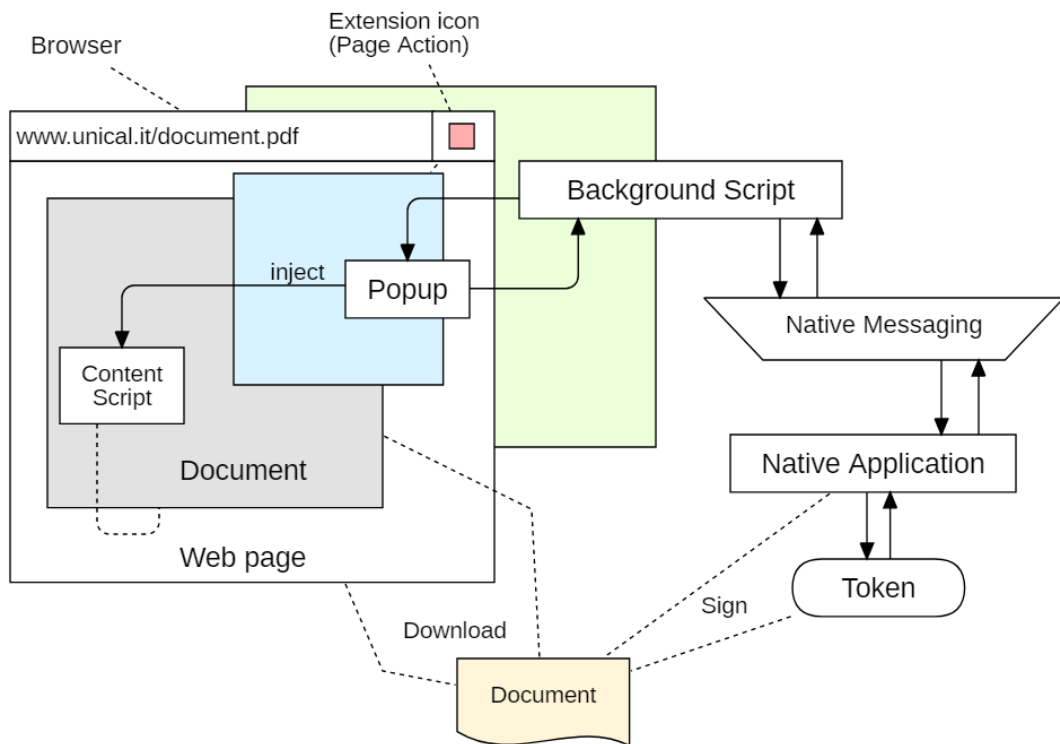 Extension icon
(Page Action)
Browser
www.unical.it/document.pdf
Background Script
inject
Popup
Native Messaging
Content
Script
Document
Native Application
Web page
Token
Sign
Download
Document